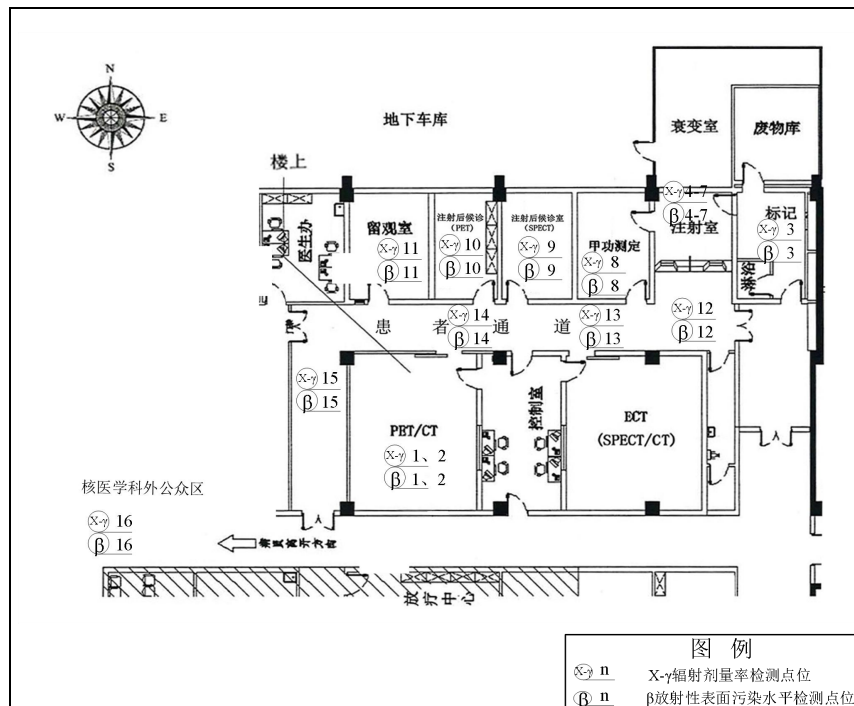 N
W
E
S
地下车库
衰变室
废物库
楼上
医生办
留观室
X-γ 11
β 11
注射后候诊
(PET)
X-γ 10
β 10
注射后候诊室
(SPECT)
X-γ 9
β 9
甲功测定
X-γ 8
β 8
X-γ 4-7
β 4-7
注射室
标记
X-γ 3
β 3
淋浴
患者通道
X-γ 14
β 14
X-γ 13
β 13
X-γ 12
β 12
X-γ 15
β 15
PET/CT
X-γ 1、2
β 1、2
控制室
ECT
(SPECT/CT)
核医学科外公众区
X-γ 16
β 16
离开方向
放疗中心
图 例
X-γ n
X-γ辐射剂量率检测点位
β n
β放射性表面污染水平检测点位